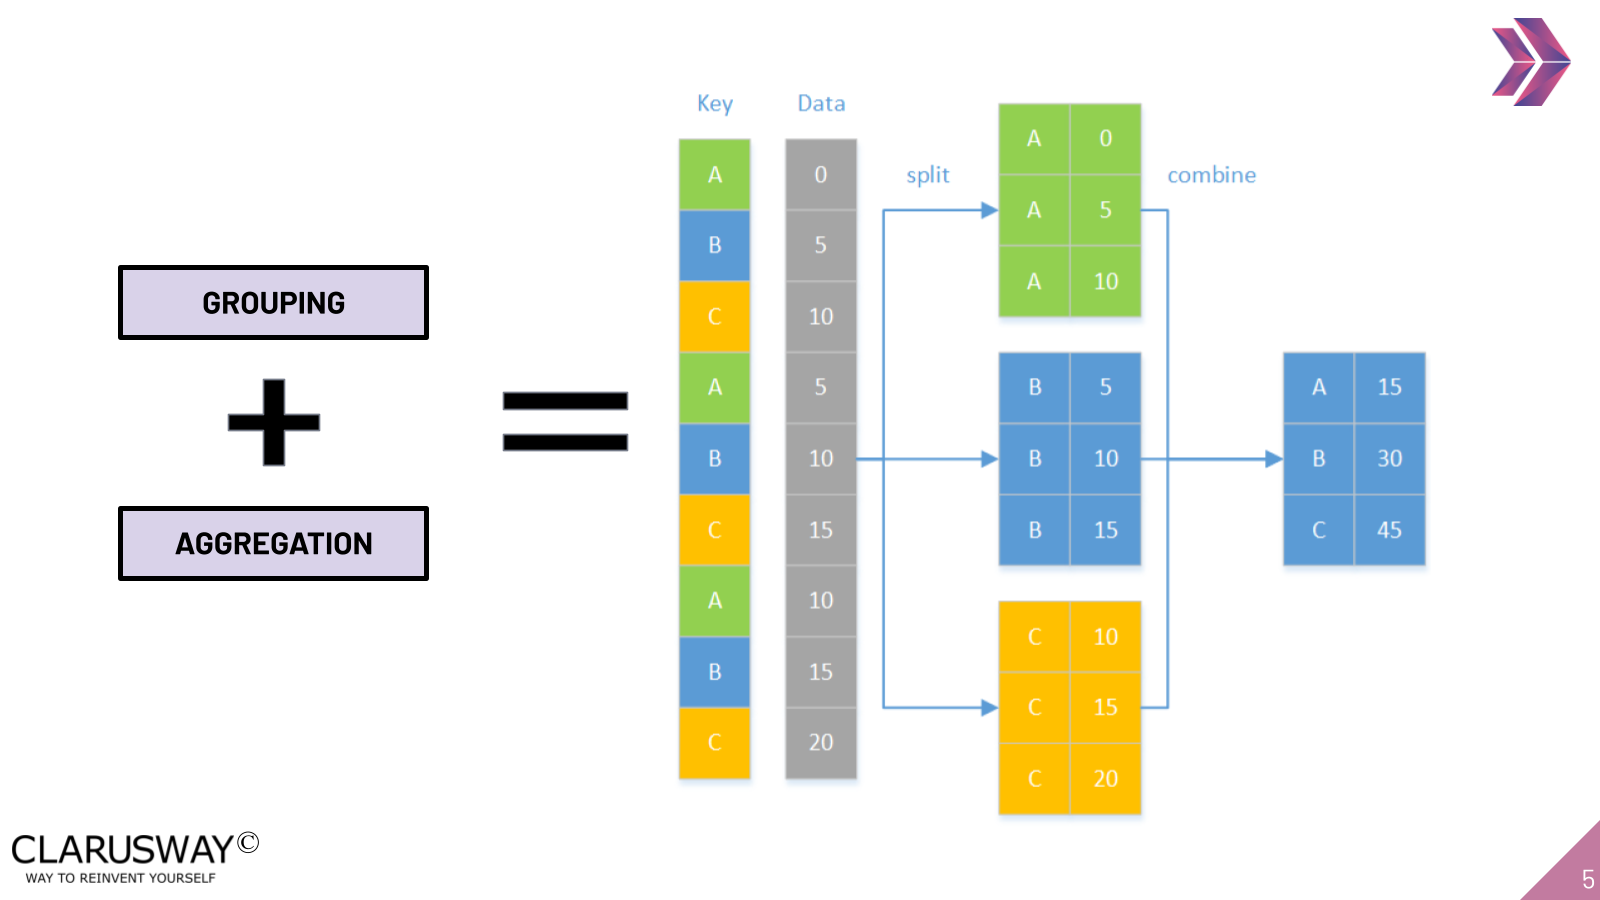 GROUPING
AGGREGATION
Key Data
A 0
B 5
C 10
A 5
B 10
C 15
A 10
B 15
C 20
split
A 0
A 5
A 10
B 5
B 10
B 15
C 10
C 15
C 20
combine
A 15
B 30
C 45
CLARUSWAY©
WAY TO REINVENT YOURSELF
5